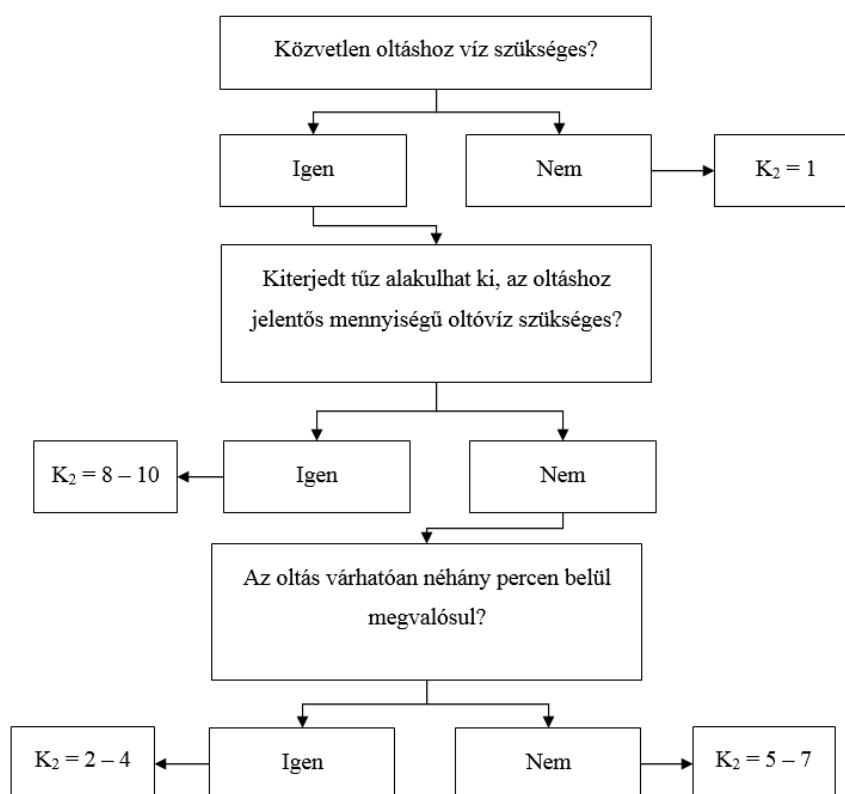 Közvetlen oltáshoz víz szükséges?
Igen
Nem
K₂ = 1
Kiterjedt tűz alakulhat ki, az oltáshoz
jelentős mennyiségű oltóvíz szükséges?
K₂ = 8 – 10
Igen
Nem
Az oltás várhatóan néhány percen belül
megvalósul?
K₂ = 2 – 4
Igen
Nem
K₂ = 5 – 7